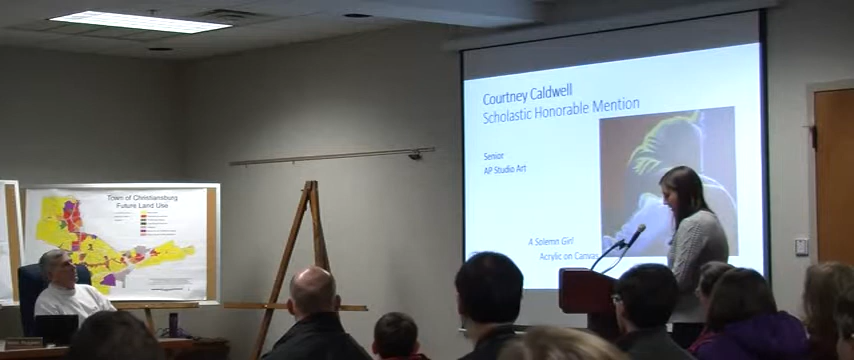 Town of Christiansburg
Future Land Use
Courtney Caldwell
Scholastic Honorable Mention
Senior
AP Studio Art
A Solemn Girl
Acrylic on Canvas